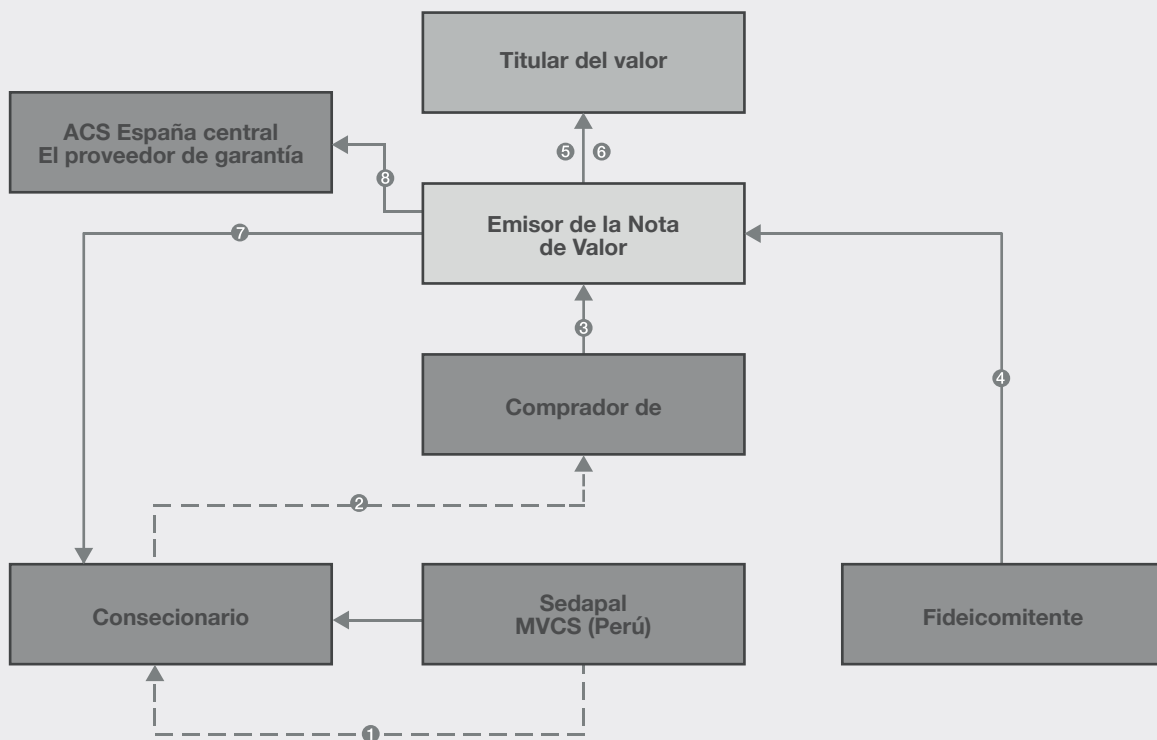 Titular del valor
ACS España central
El proveedor de garantía
5 6
8
Emisor de la Nota
de Valor
7
3
4
Comprador de
2
Consecionario
Sedapal
MVCS (Perú)
Fideicomitente
1